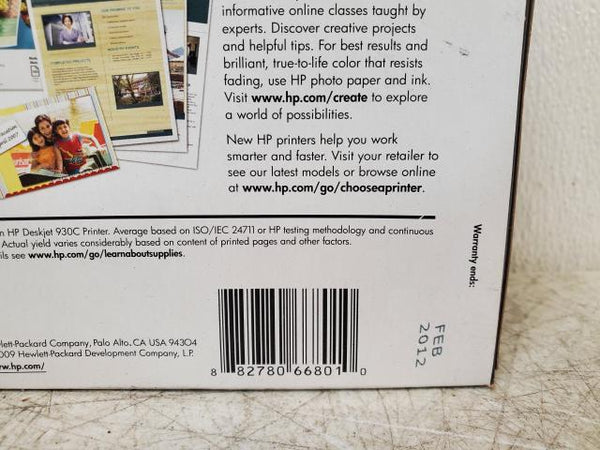 informative online classes taught by
experts. Discover creative projects
and helpful tips. For best results and
brilliant, true-to-life color that resists
fading, use HP photo paper and ink.
Visit www.hp.com/create to explore
a world of possibilities.
New HP printers help you work
smarter and faster. Visit your retailer to
see our latest models or browse online
at www.hp.com/go/chooseaprinter.
n HP Deskjet 930C Printer. Average based on ISO/IEC 24711 or HP testing methodology and continuous
Actual yield varies considerably based on content of printed pages and other factors.
ils see www.hp.com/go/learnaboutsupplies.
Warranty ends:
FEB
2012
lett-Packard Company, Palo Alto, CA USA 94304
009 Hewlett-Packard Development Company, L.P.
ww.hp.com/
8 82780 66801 0